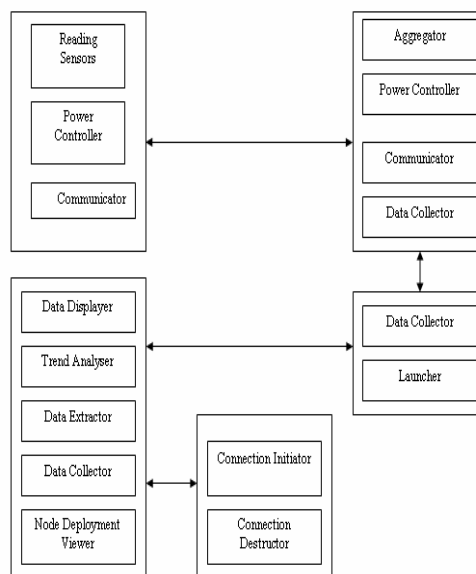 Reading
Sensors
Power
Controller
Communicator
Aggregator
Power Controller
Communicator
Data Collector
Data Displayer
Trend Analyser
Data Extractor
Data Collector
Node Deployment
Viewer
Data Collector
Launcher
Connection Initiator
Connection
Destructor